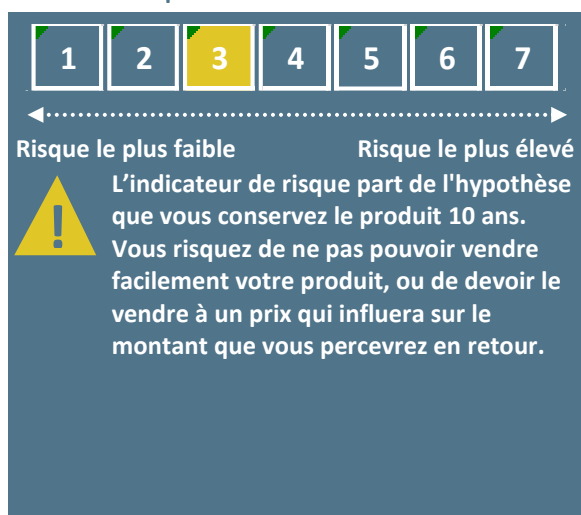 1 2 3 4 5 6 7
Risque le plus faible Risque le plus élevé
L’indicateur de risque part de l'hypothèse
que vous conservez le produit 10 ans.
Vous risquez de ne pas pouvoir vendre
facilement votre produit, ou de devoir le
vendre à un prix qui influera sur le
montant que vous percevrez en retour.
!